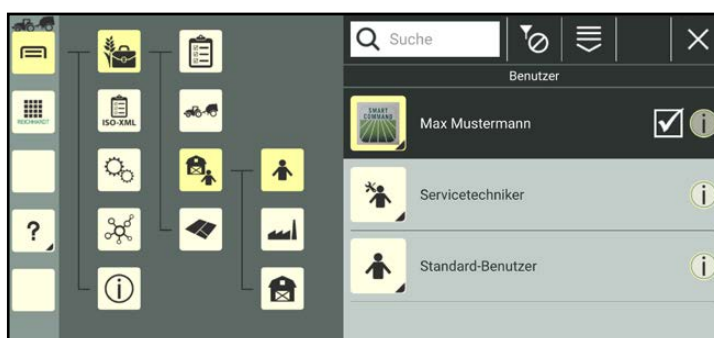 REICHHARDT
ISO-XML
?
Suche
Benutzer
SMART
COMMAND
Max Mustermann
Servicetechniker
Standard-Benutzer